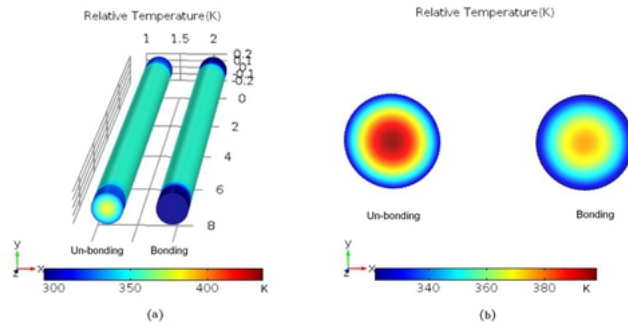 Relative Temperature(K)
1 1.5 2
0.2
0.1
-0
-0.1
-0.2
0
2
4
6
8
Un-bonding Bonding
y
x
z
300 350 400 K
(a)
Relative Temperature(K)
Un-bonding Bonding
y
x
z
340 360 380 K
(b)